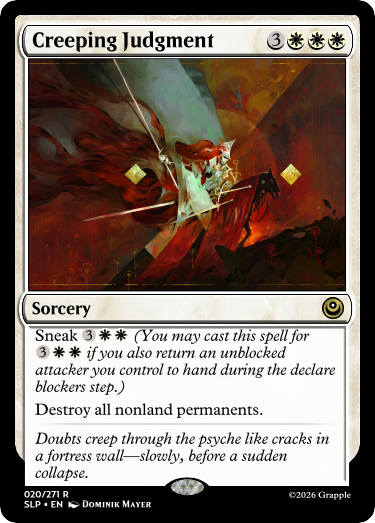 Creeping Judgment 3
Sorcery
Sneak 3 (You may cast this spell for
3 if you also return an unblocked
attacker you control to hand during the declare
blockers step.)
Destroy all nonland permanents.
Doubts creep through the psyche like cracks in
a fortress wall—slowly, before a sudden
collapse.
020/271 R
SLP • EN Dominik Mayer
©2026 Grapple